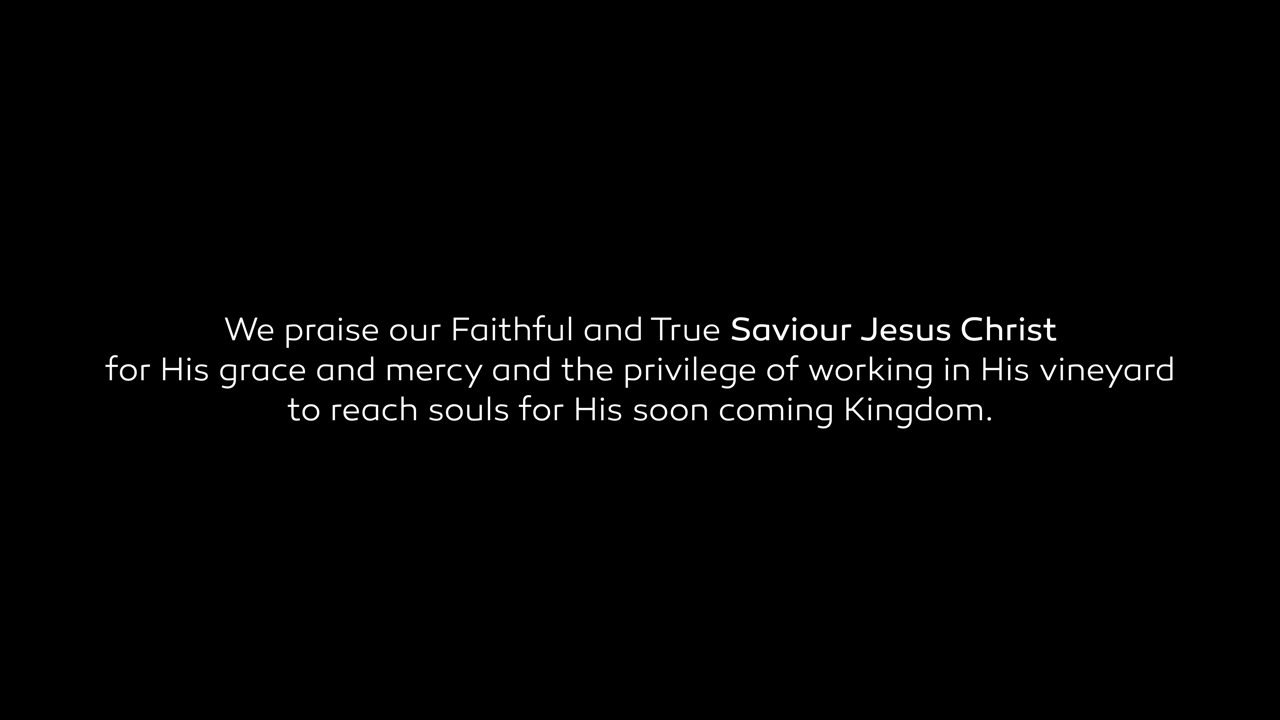 We praise our Faithful and True Saviour Jesus Christ
for His grace and mercy and the privilege of working in His vineyard
to reach souls for His soon coming Kingdom.